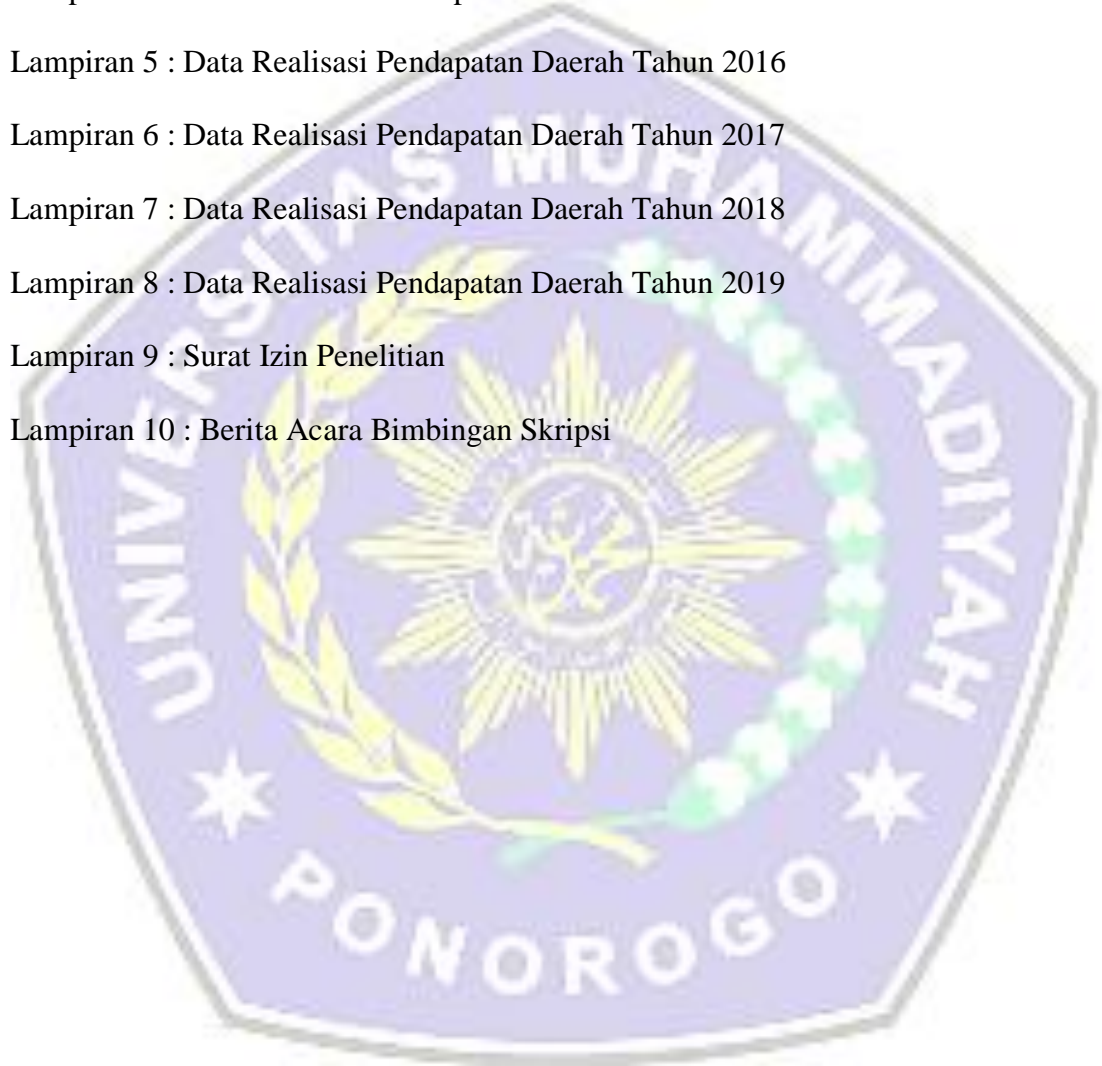 Lampiran 5 : Data Realisasi Pendapatan Daerah Tahun 2016
Lampiran 6 : Data Realisasi Pendapatan Daerah Tahun 2017
Lampiran 7 : Data Realisasi Pendapatan Daerah Tahun 2018
Lampiran 8 : Data Realisasi Pendapatan Daerah Tahun 2019
Lampiran 9 : Surat Izin Penelitian
Lampiran 10 : Berita Acara Bimbingan Skripsi
UNIVERSITAS MUHAMMADIYAH
PONOROGO